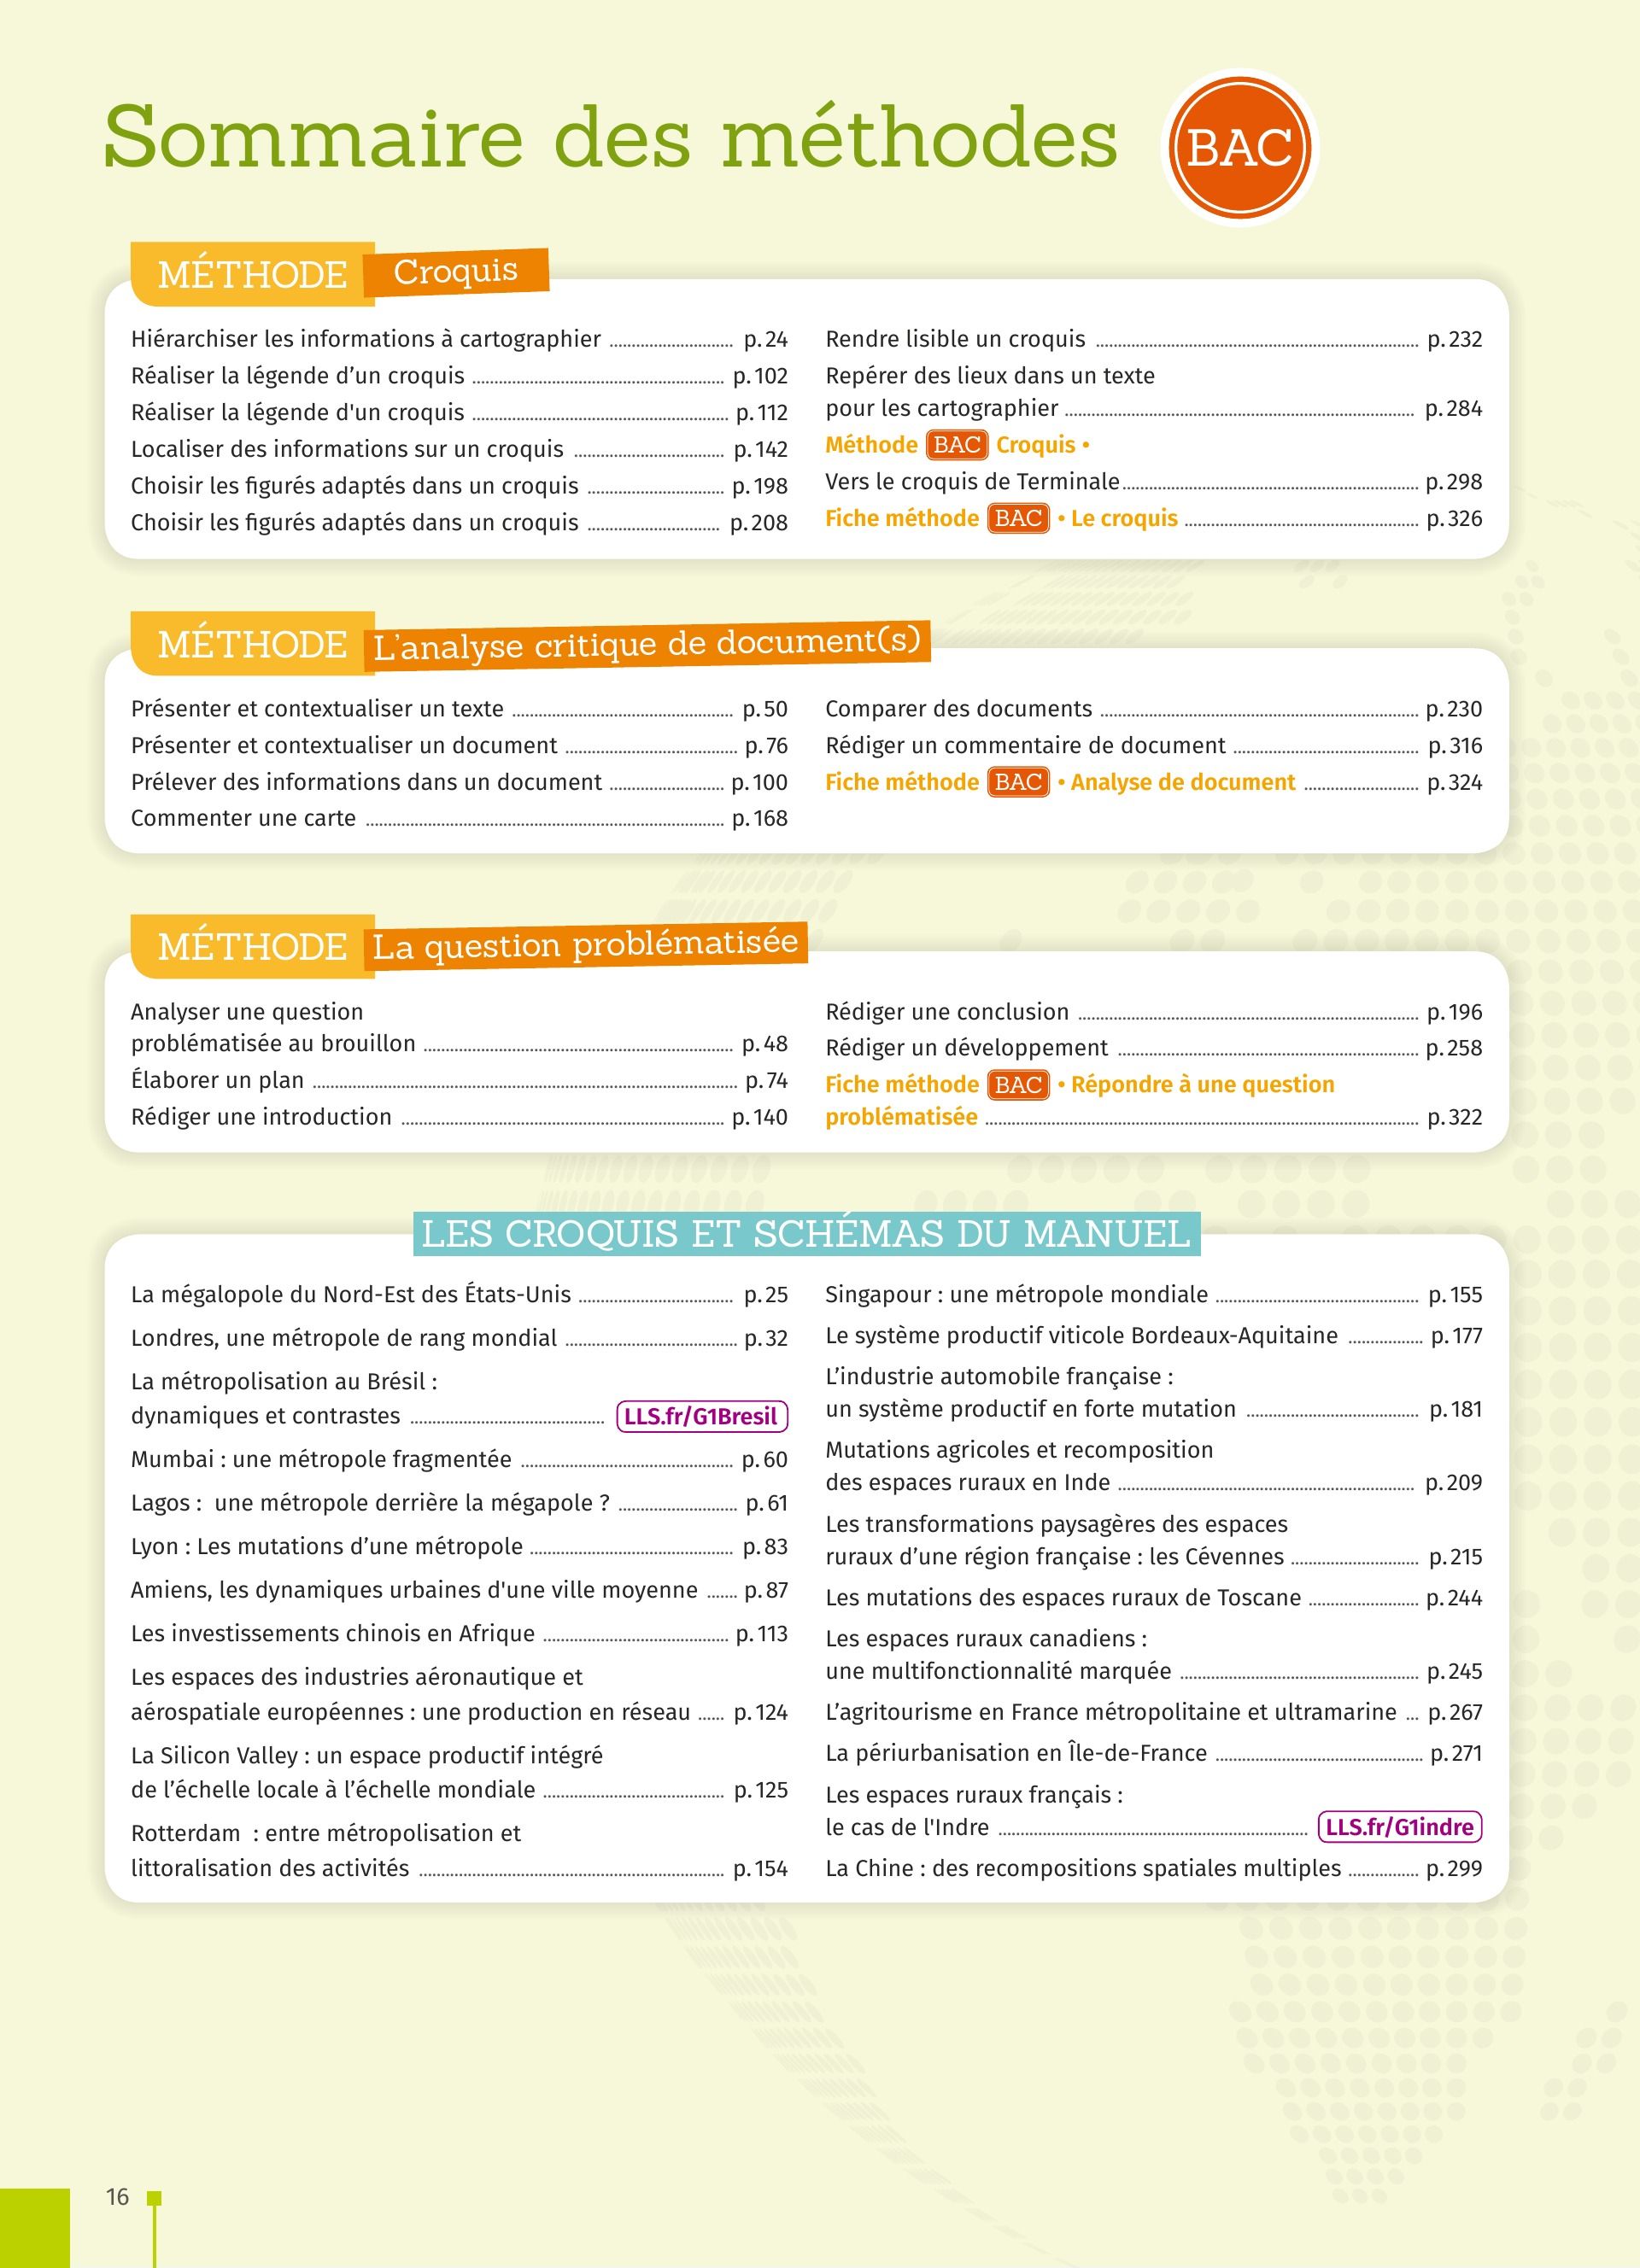 Sommaire des méthodes BAC
MÉTHODE Croquis
Hiérarchiser les informations à cartographier p. 24
Réaliser la légende d’un croquis p. 102
Réaliser la légende d'un croquis p. 112
Localiser des informations sur un croquis p. 142
Choisir les figurés adaptés dans un croquis p. 198
Choisir les figurés adaptés dans un croquis p. 208
Rendre lisible un croquis p. 232
Repérer des lieux dans un texte
pour les cartographier p. 284
Méthode BAC Croquis •
Vers le croquis de Terminale p. 298
Fiche méthode BAC • Le croquis p. 326
MÉTHODE L’analyse critique de document(s)
Présenter et contextualiser un texte p. 50
Présenter et contextualiser un document p. 76
Prélever des informations dans un document p. 100
Commenter une carte p. 168
Comparer des documents p. 230
Rédiger un commentaire de document p. 316
Fiche méthode BAC • Analyse de document p. 324
MÉTHODE La question problématisée
Analyser une question
problématisée au brouillon p. 48
Élaborer un plan p. 74
Rédiger une introduction p. 140
Rédiger une conclusion p. 196
Rédiger un développement p. 258
Fiche méthode BAC • Répondre à une question
problématisée p. 322
LES CROQUIS ET SCHÉMAS DU MANUEL
La mégalopole du Nord-Est des États-Unis p. 25
Londres, une métropole de rang mondial p. 32
La métropolisation au Brésil :
dynamiques et contrastes LLS.fr/G1Bresil
Mumbai : une métropole fragmentée p. 60
Lagos : une métropole derrière la mégapole ? p. 61
Lyon : Les mutations d’une métropole p. 83
Amiens, les dynamiques urbaines d'une ville moyenne p. 87
Les investissements chinois en Afrique p. 113
Les espaces des industries aéronautique et
aérospatiale européennes : une production en réseau p. 124
La Silicon Valley : un espace productif intégré
de l’échelle locale à l’échelle mondiale p. 125
Rotterdam : entre métropolisation et
littoralisation des activités p. 154
Singapour : une métropole mondiale p. 155
Le système productif viticole Bordeaux-Aquitaine p. 177
L’industrie automobile française :
un système productif en forte mutation p. 181
Mutations agricoles et recomposition
des espaces ruraux en Inde p. 209
Les transformations paysagères des espaces
ruraux d’une région française : les Cévennes p. 215
Les mutations des espaces ruraux de Toscane p. 244
Les espaces ruraux canadiens :
une multifonctionnalité marquée p. 245
L’agritourisme en France métropolitaine et ultramarine p. 267
La périurbanisation en Île-de-France p. 271
Les espaces ruraux français :
le cas de l'Indre LLS.fr/G1indre
La Chine : des recompositions spatiales multiples p. 299
16